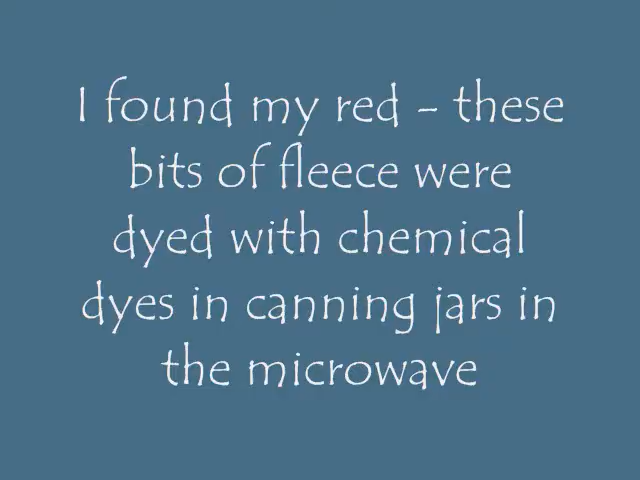 I found my red - these
bits of fleece were
dyed with chemical
dyes in canning jars in
the microwave